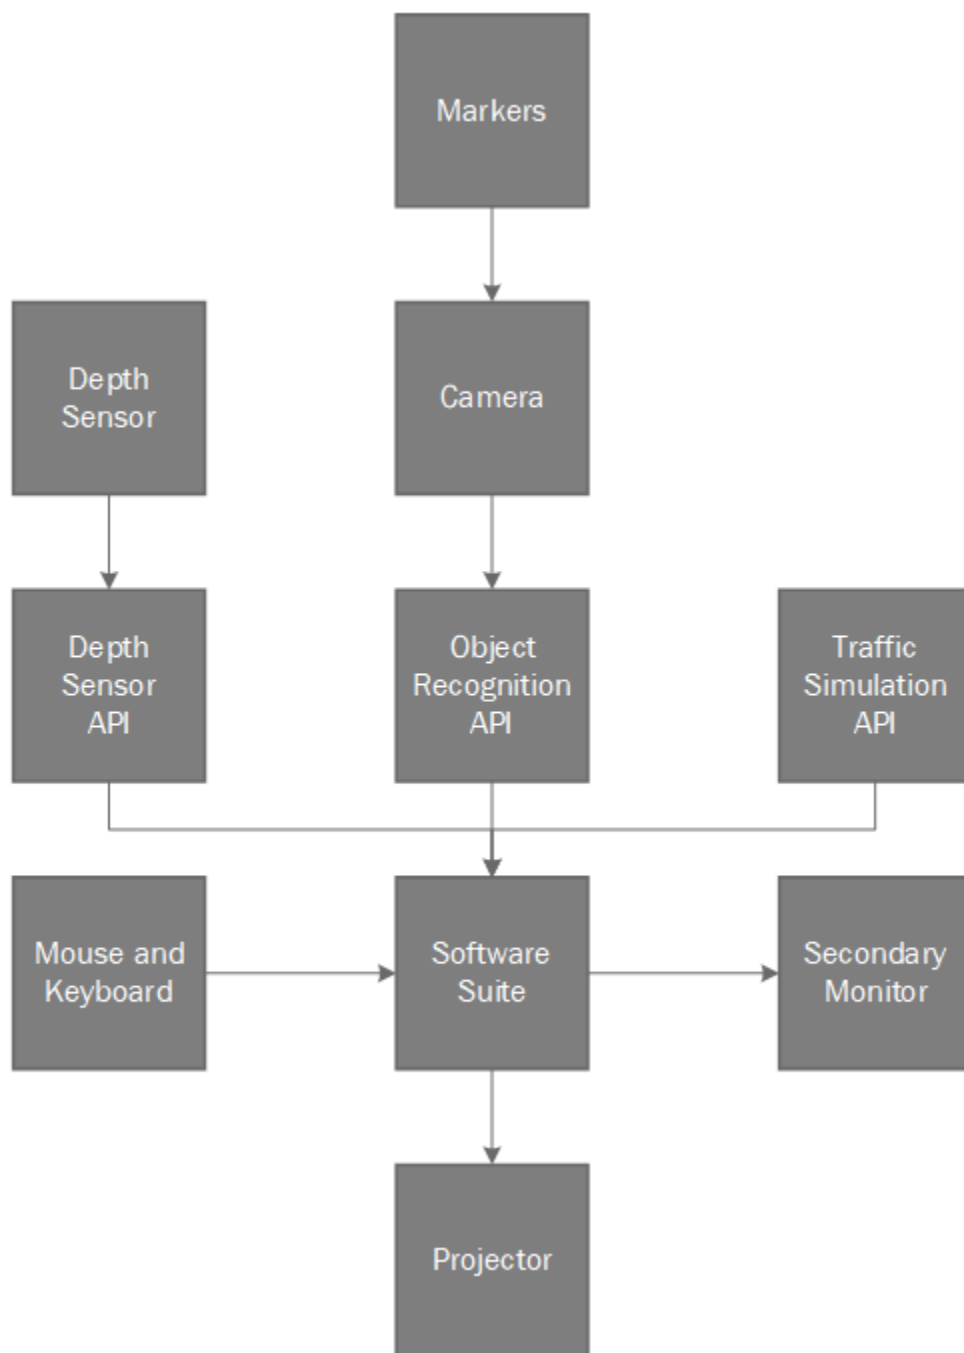 Markers
Depth
Sensor
Camera
Depth
Sensor
API
Object
Recognition
API
Traffic
Simulation
API
Mouse and
Keyboard
Software
Suite
Secondary
Monitor
Projector